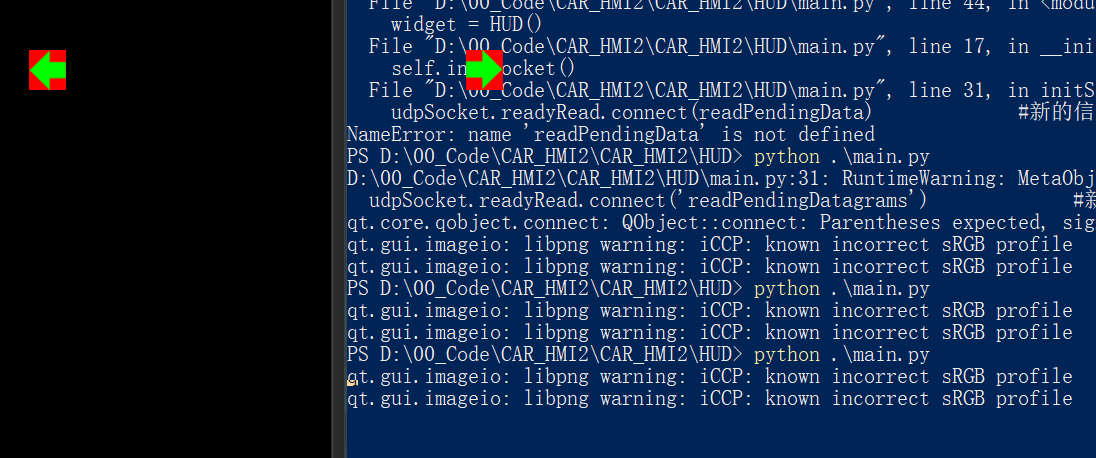 File "D:\00_Code\CAR_HMI2\CAR_HMI2\HUD\main.py", line 44, in <modu
widget = HUD()
File "D:\00_Code\CAR_HMI2\CAR_HMI2\HUD\main.py", line 17, in __ini
self.in ocket()
File "D:\00_Code\CAR_HMI2\CAR_HMI2\HUD\main.py", line 31, in initS
udpSocket.readyRead.connect(readPendingData) #新的信
NameError: name 'readPendingData' is not defined
PS D:\00_Code\CAR_HMI2\CAR_HMI2\HUD> python .\main.py
D:\00_Code\CAR_HMI2\CAR_HMI2\HUD\main.py:31: RuntimeWarning: MetaObj
udpSocket.readyRead.connect('readPendingDatagrams') #新
qt.core.qobject.connect: QObject::connect: Parentheses expected, sig
qt.gui.imageio: libpng warning: iCCP: known incorrect sRGB profile
qt.gui.imageio: libpng warning: iCCP: known incorrect sRGB profile
PS D:\00_Code\CAR_HMI2\CAR_HMI2\HUD> python .\main.py
qt.gui.imageio: libpng warning: iCCP: known incorrect sRGB profile
qt.gui.imageio: libpng warning: iCCP: known incorrect sRGB profile
PS D:\00_Code\CAR_HMI2\CAR_HMI2\HUD> python .\main.py
qt.gui.imageio: libpng warning: iCCP: known incorrect sRGB profile
qt.gui.imageio: libpng warning: iCCP: known incorrect sRGB profile